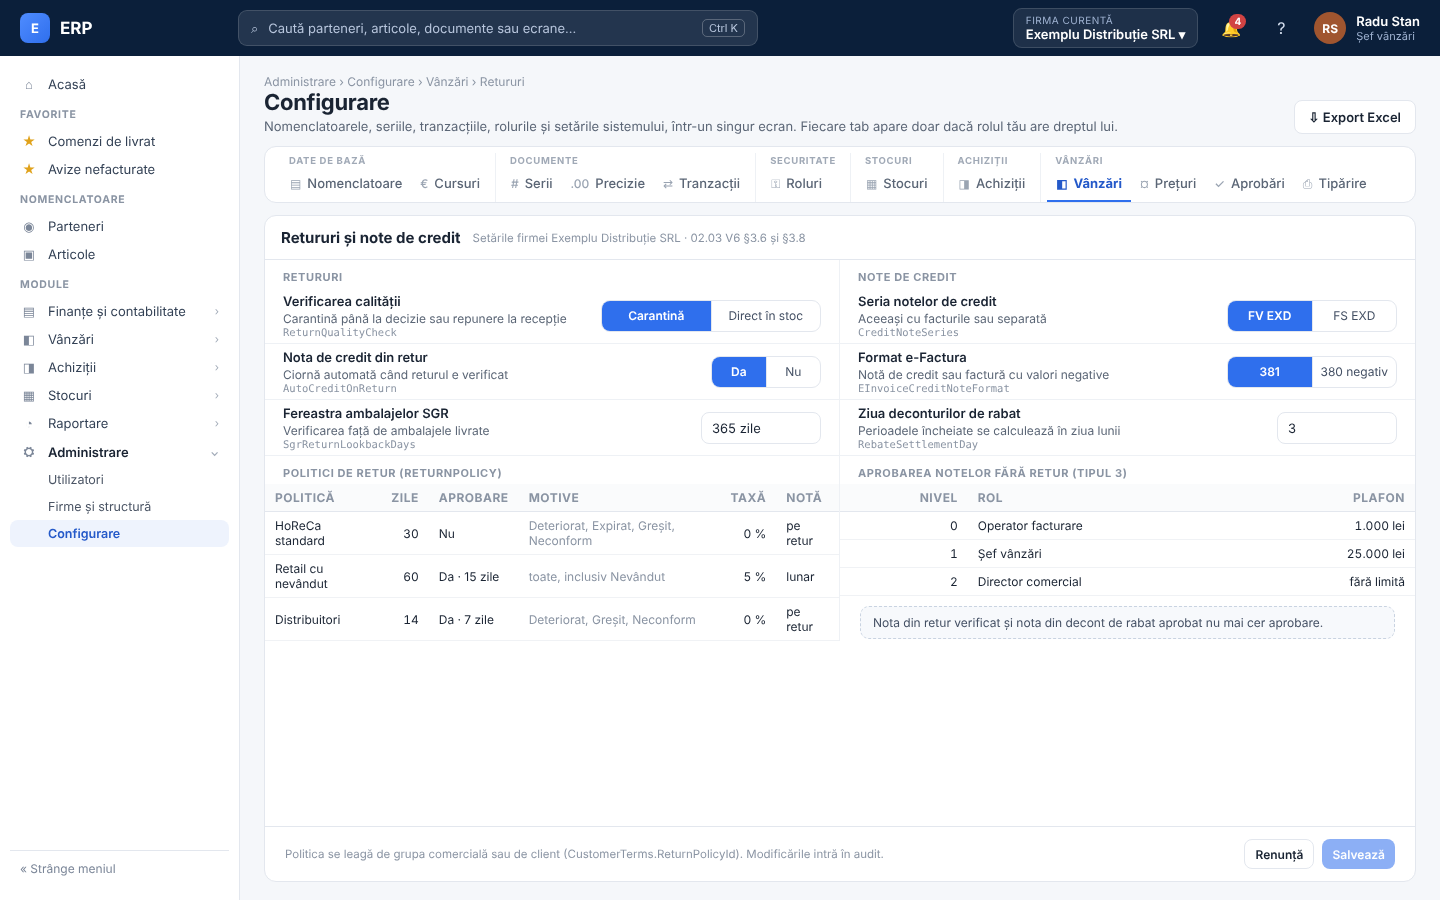 E ERP
Caută parteneri, articole, documente sau ecrane...
Ctrl K
FIRMA CURENTĂ
Exemplu Distribuție SRL ▾
4
?
RS
Radu Stan
Șef vânzări
Acasă
FAVORITE
Comenzi de livrat
Avize nefacturate
NOMENCLATOARE
Parteneri
Articole
MODULE
Finanțe și contabilitate
Vânzări
Achiziții
Stocuri
Raportare
Administrare
Utilizatori
Firme și structură
Configurare
« Strânge meniul
Administrare › Configurare › Vânzări › Retururi
Configurare
Nomenclatoarele, seriile, tranzacțiile, rolurile și setările sistemului, într-un singur ecran. Fiecare tab apare doar dacă rolul tău are dreptul lui.
⇩ Export Excel
DATE DE BAZĂ
Nomenclatoare € Cursuri
DOCUMENTE
# Serii .00 Precizie ⇄ Tranzacții
SECURITATE
Roluri
STOCURI
Stocuri
ACHIZIȚII
Achiziții
VÂNZĂRI
Vânzări Prețuri ✓ Aprobări Tipărire
Retururi și note de credit
Setările firmei Exemplu Distribuție SRL · 02.03 V6 §3.6 și §3.8
RETURURI
Verificarea calității
Carantină până la decizie sau repunere la recepție
ReturnQualityCheck
Carantină Direct în stoc
Nota de credit din retur
Ciornă automată când returul e verificat
AutoCreditOnReturn
Da Nu
Fereastra ambalajelor SGR
Verificarea față de ambalajele livrate
SgrReturnLookbackDays
365 zile
POLITICI DE RETUR (RETURNPOLICY)
POLITICĂ ZILE APROBARE MOTIVE TAXĂ NOTĂ
HoReCa standard 30 Nu Deteriorat, Expirat, Greșit, Neconform 0 % pe retur
Retail cu nevândut 60 Da · 15 zile toate, inclusiv Nevândut 5 % lunar
Distribuitori 14 Da · 7 zile Deteriorat, Greșit, Neconform 0 % pe retur
NOTE DE CREDIT
Seria notelor de credit
Aceeași cu facturile sau separată
CreditNoteSeries
FV EXD FS EXD
Format e-Factura
Notă de credit sau factură cu valori negative
EInvoiceCreditNoteFormat
381 380 negativ
Ziua deconturilor de rabat
Perioadele încheiate se calculează în ziua lunii
RebateSettlementDay
3
APROBAREA NOTELOR FĂRĂ RETUR (TIPUL 3)
NIVEL ROL PLAFON
0 Operator facturare 1.000 lei
1 Șef vânzări 25.000 lei
2 Director comercial fără limită
Nota din retur verificat și nota din decont de rabat aprobat nu mai cer aprobare.
Politica se leagă de grupa comercială sau de client (CustomerTerms.ReturnPolicyId). Modificările intră în audit.
Renunță
Salvează